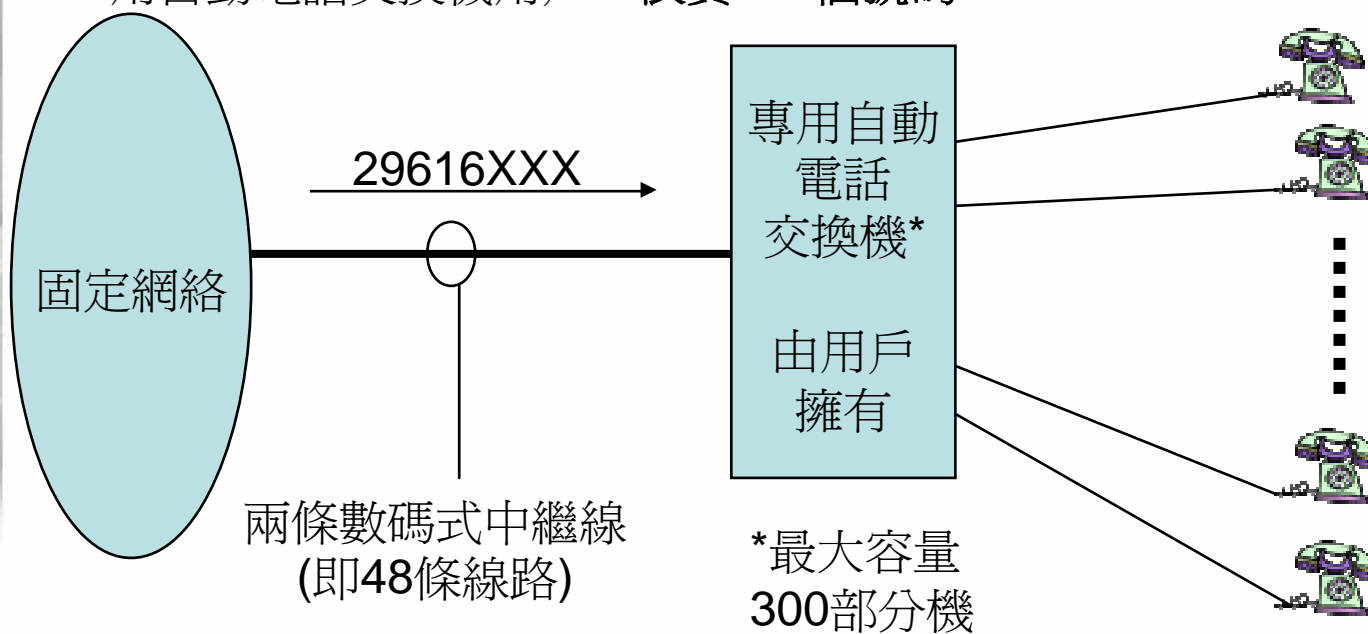 29616XXX
固定網絡
專用自動
電話
交換機*
由用戶
擁有
兩條數碼式中繼線
(即48條線路)
*最大容量
300部分機